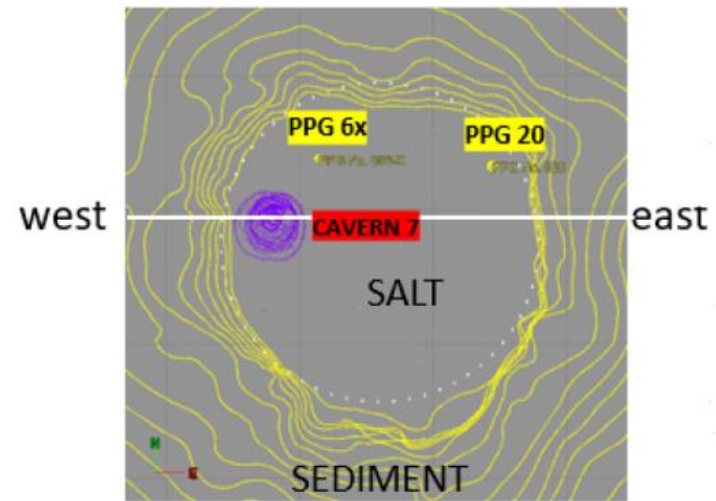 PPG 6x
PPG 20
west
east
CAVERN 7
SALT
N
E
SEDIMENT